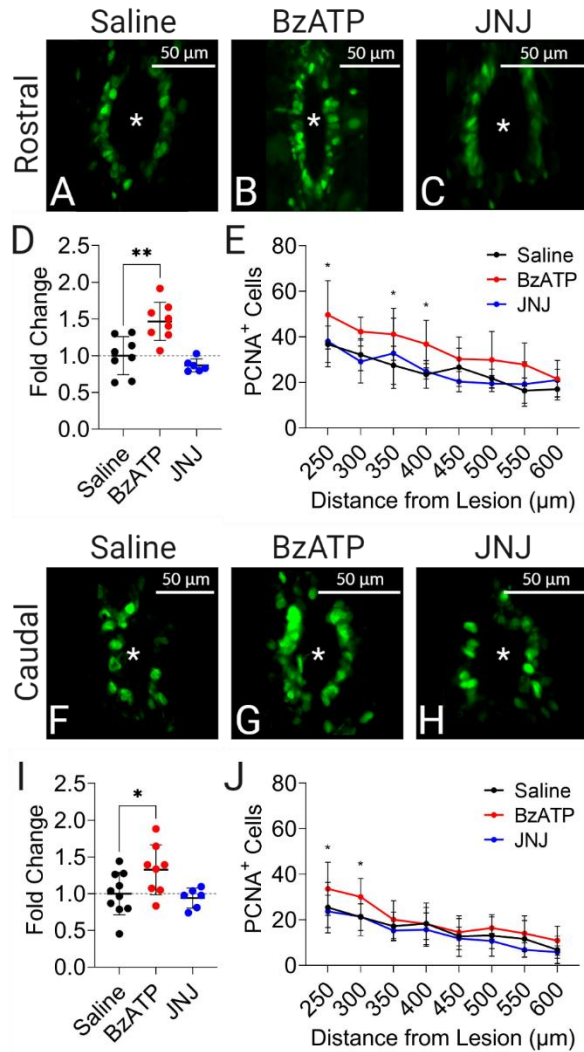 Saline BzATP JNJ
Rostral
50 µm 50 µm 50 µm
* * *
A B C
D
Fold Change
2.5
2.0
1.5
1.0
0.5
0.0
**
Saline BzATP JNJ
E
PCNA+ Cells
80
60
40
20
0
Saline
BzATP
JNJ
* * *
250 300 350 400 450 500 550 600
Distance from Lesion (µm)
Saline BzATP JNJ
Caudal
50 µm 50 µm 50 µm
* * *
F G H
I
Fold Change
2.5
2.0
1.5
1.0
0.5
0.0
*
Saline BzATP JNJ
J
PCNA+ Cells
80
60
40
20
0
Saline
BzATP
JNJ
* *
250 300 350 400 450 500 550 600
Distance from Lesion (µm)